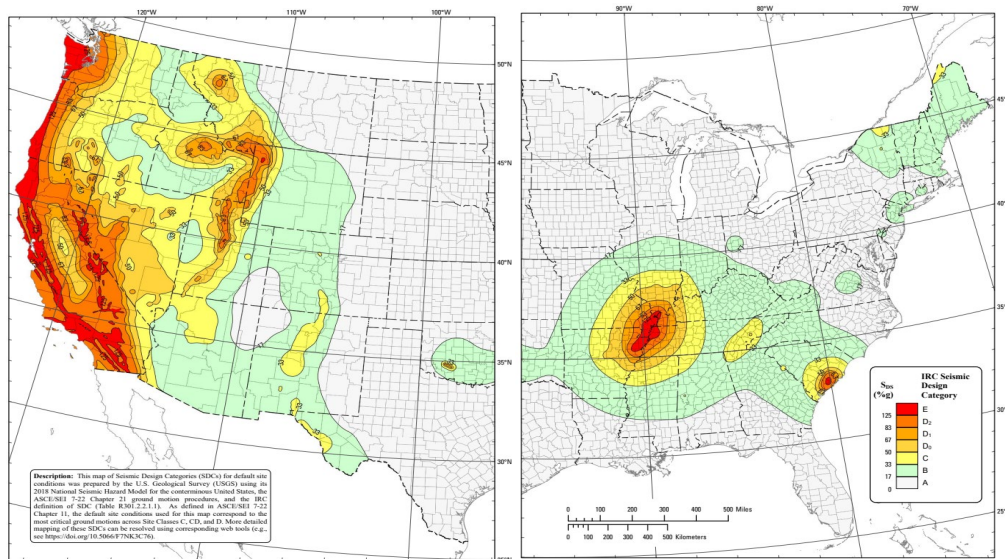 120°W
110°W
100°W
90°W
80°W
70°W
60°W
50°N
45°N
40°N
35°N
30°N
45°N
40°N
35°N
30°N
Description: This map of Seismic Design Categories (SDCs) for default site
conditions was prepared by the U.S. Geological Survey (USGS) using its
2018 National Seismic Hazard Model for the conterminous United States, the
ASCE/SEI 7-22 Chapter 21 ground motion procedures, and the IRC
definition of SDC (Table R301.2.2.1.1). As defined in ASCE/SEI 7-22
Chapter 11, the default site conditions used for this map correspond to the
most critical ground motions across Site Classes C, CD, and D. More detailed
mapping of these SDCs can be resolved using corresponding web tools (e.g.,
see https://doi.org/10.5066/F7NK3C76).
0 100 200 300 400 500 Miles
0 100 200 300 400 500 Kilometers
SDS IRC Seismic
(%g) Design
Category
E
125
D2
83
D1
67
D0
50
C
33
B
17
A
0